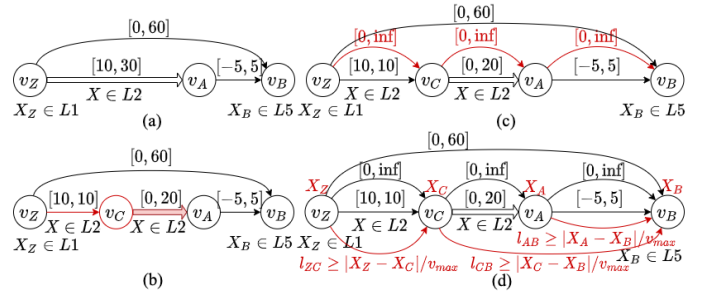 [0, 60]
[10, 30]
[−5, 5]
v_Z
v_A
v_B
X ∈ L2
X_Z ∈ L1
X_B ∈ L5
(a)
[0, 60]
[10, 10]
[0, 20]
[−5, 5]
v_Z
v_C
v_A
v_B
X ∈ L2
X ∈ L2
X_Z ∈ L1
X_B ∈ L5
(b)
[0, 60]
[0, inf]
[0, inf]
[0, inf]
[10, 10]
[0, 20]
[−5, 5]
v_Z
v_C
v_A
v_B
X ∈ L2
X ∈ L2
X_Z ∈ L1
X_B ∈ L5
(c)
[0, 60]
X_Z
[0, inf]
X_C
[0, inf]
X_A
[0, inf]
X_B
[10, 10]
[0, 20]
[−5, 5]
v_Z
v_C
v_A
v_B
X ∈ L2
X ∈ L2
X_Z ∈ L1
l_AB ≥ |X_A − X_B|/v_max
X_B ∈ L5
l_ZC ≥ |X_Z − X_C|/v_max
l_CB ≥ |X_C − X_B|/v_max
(d)